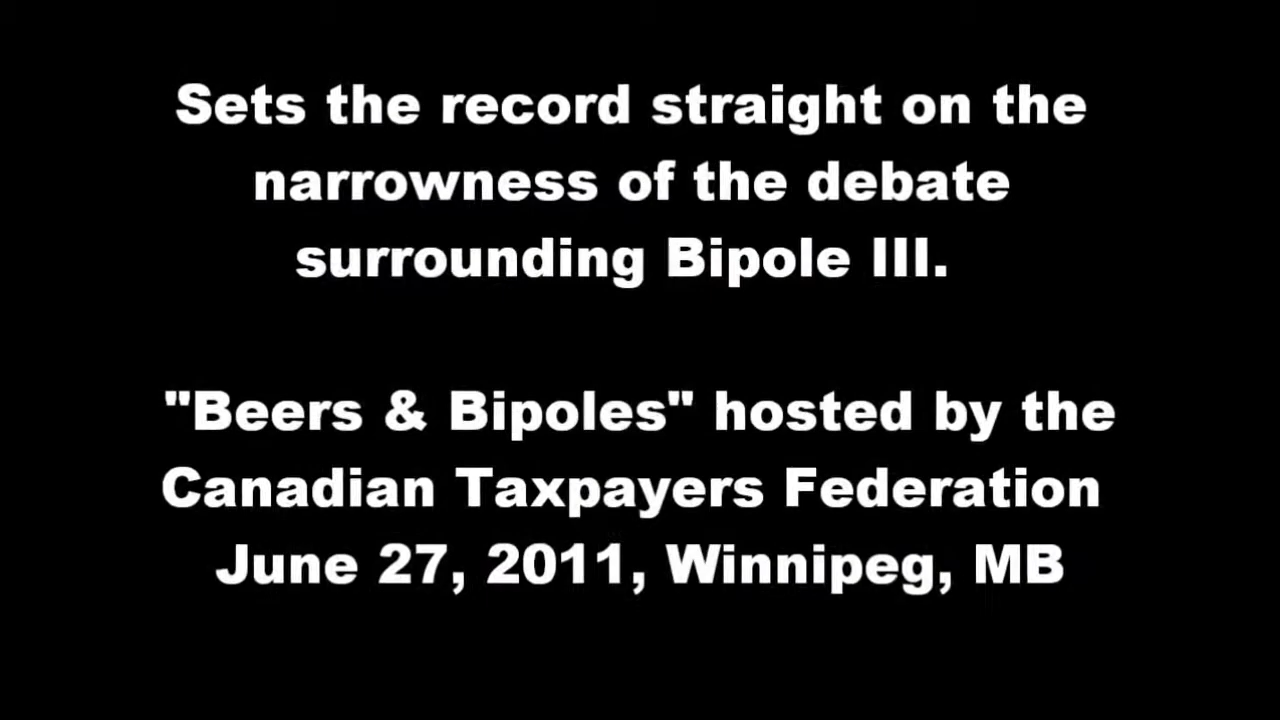 Sets the record straight on the
narrowness of the debate
surrounding Bipole III.
"Beers & Bipoles" hosted by the
Canadian Taxpayers Federation
June 27, 2011, Winnipeg, MB